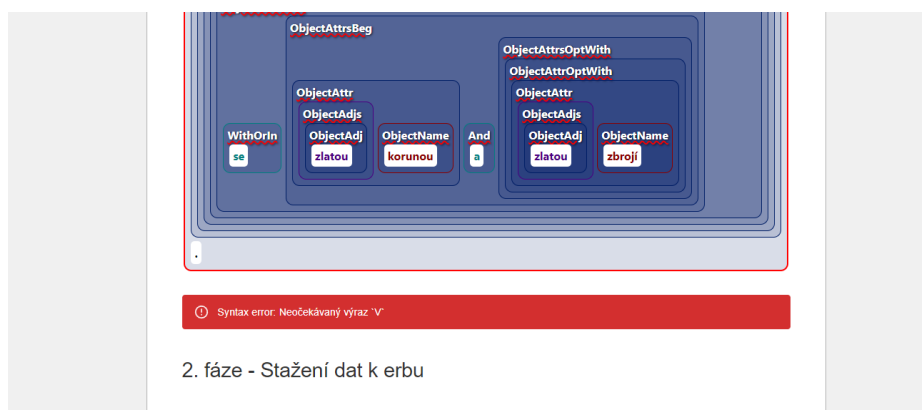 ObjectAttrsBeg
ObjectAttrsOptWith
ObjectAttrOptWith
ObjectAttr ObjectAttr
ObjectAdjs ObjectAdjs
WithOrIn ObjectAdj ObjectName And ObjectAdj ObjectName
se zlatou korunou a zlatou zbrojí
.
Syntax error: Neočekávaný výraz `V`
2. fáze - Stažení dat k erbu